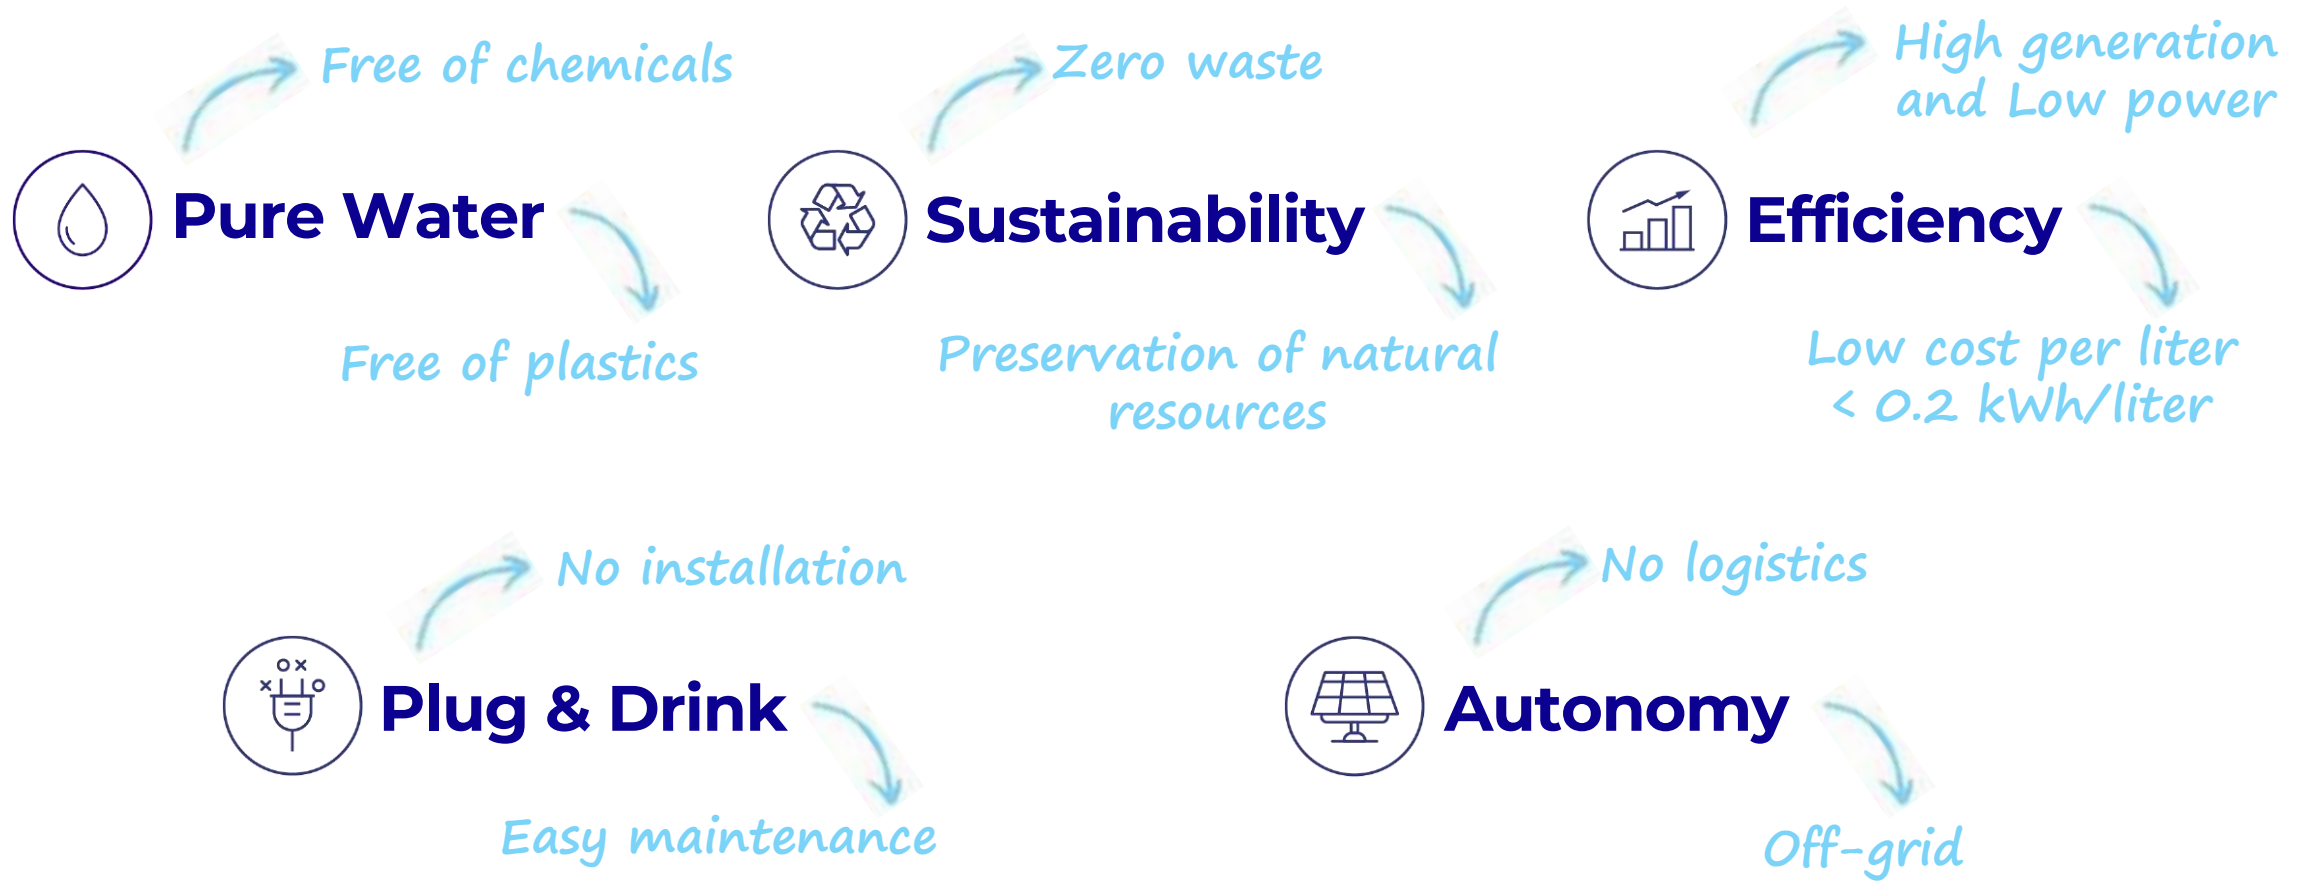 Free of chemicals
Pure Water
Free of plastics
Zero waste
Sustainability
Preservation of natural
resources
High generation
and Low power
Efficiency
Low cost per liter
< 0.2 kWh/liter
No installation
Plug & Drink
Easy maintenance
No logistics
Autonomy
Off-grid